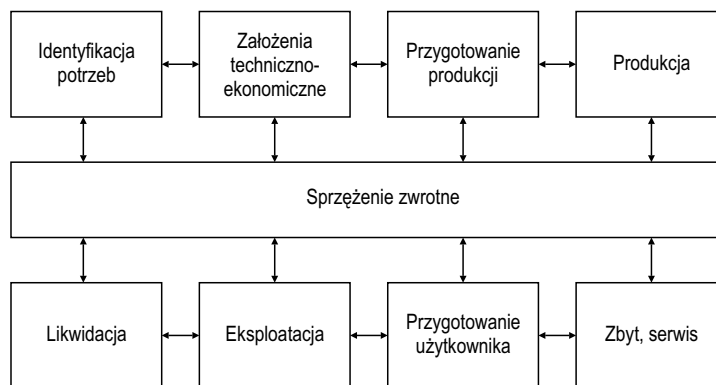 Identyfikacja
potrzeb
Założenia
techniczno-
ekonomiczne
Przygotowanie
produkcji
Produkcja
Sprzężenie zwrotne
Likwidacja
Eksploatacja
Przygotowanie
użytkownika
Zbyt, serwis